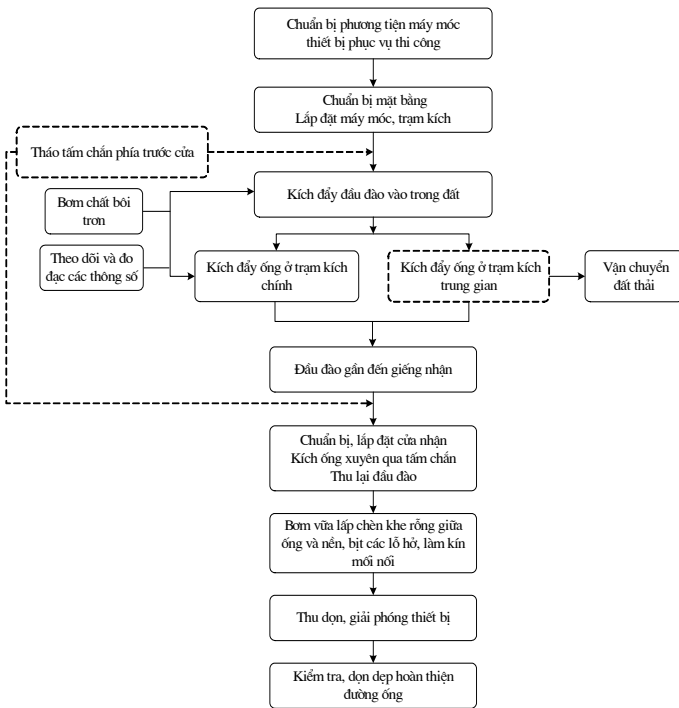 Chuẩn bị phương tiện máy móc
thiết bị phục vụ thi công
Chuẩn bị mặt bằng
Lắp đặt máy móc, trạm kích
Tháo tấm chắn phía trước cửa
Kích đẩy đầu đào vào trong đất
Bơm chất bôi
trơn
Theo dõi và đo
đạc các thông số
Kích đẩy ống ở trạm kích
chính
Kích đẩy ống ở trạm kích
trung gian
Vận chuyển
đất thải
Đầu đào gần đến giếng nhận
Chuẩn bị, lắp đặt cửa nhận
Kích ống xuyên qua tấm chắn
Thu lại đầu đào
Bơm vữa lấp chèn khe rỗng giữa
ống và nền, bịt các lỗ hở, làm kín
mối nối
Thu dọn, giải phóng thiết bị
Kiểm tra, dọn dẹp hoàn thiện
đường ống